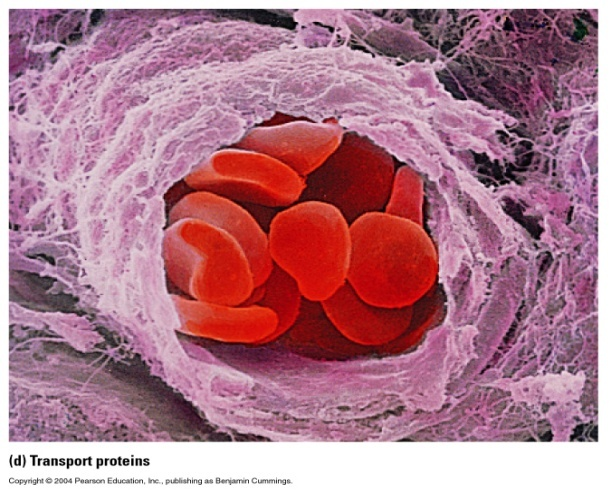 (d) Transport proteins
Copyright © 2004 Pearson Education, Inc., publishing as Benjamin Cummings.